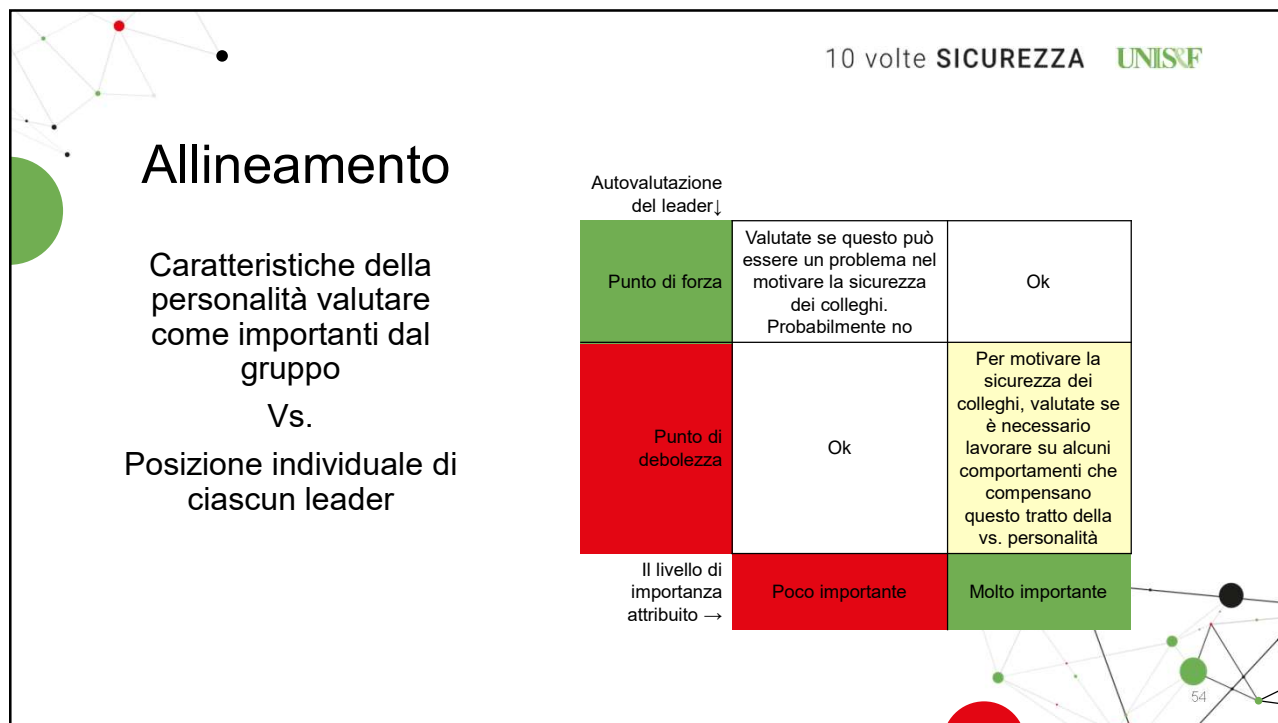 10 volte SICUREZZA UNIS&F
Allineamento
Caratteristiche della
personalità valutare
come importanti dal
gruppo
Vs.
Posizione individuale di
ciascun leader
Autovalutazione
del leader↓
Punto di forza
Valutate se questo può
essere un problema nel
motivare la sicurezza
dei colleghi.
Probabilmente no
Ok
Punto di
debolezza
Ok
Per motivare la
sicurezza dei
colleghi, valutate se
è necessario
lavorare su alcuni
comportamenti che
compensano
questo tratto della
vs. personalità
Il livello di
importanza
attribuito →
Poco importante
Molto importante
54